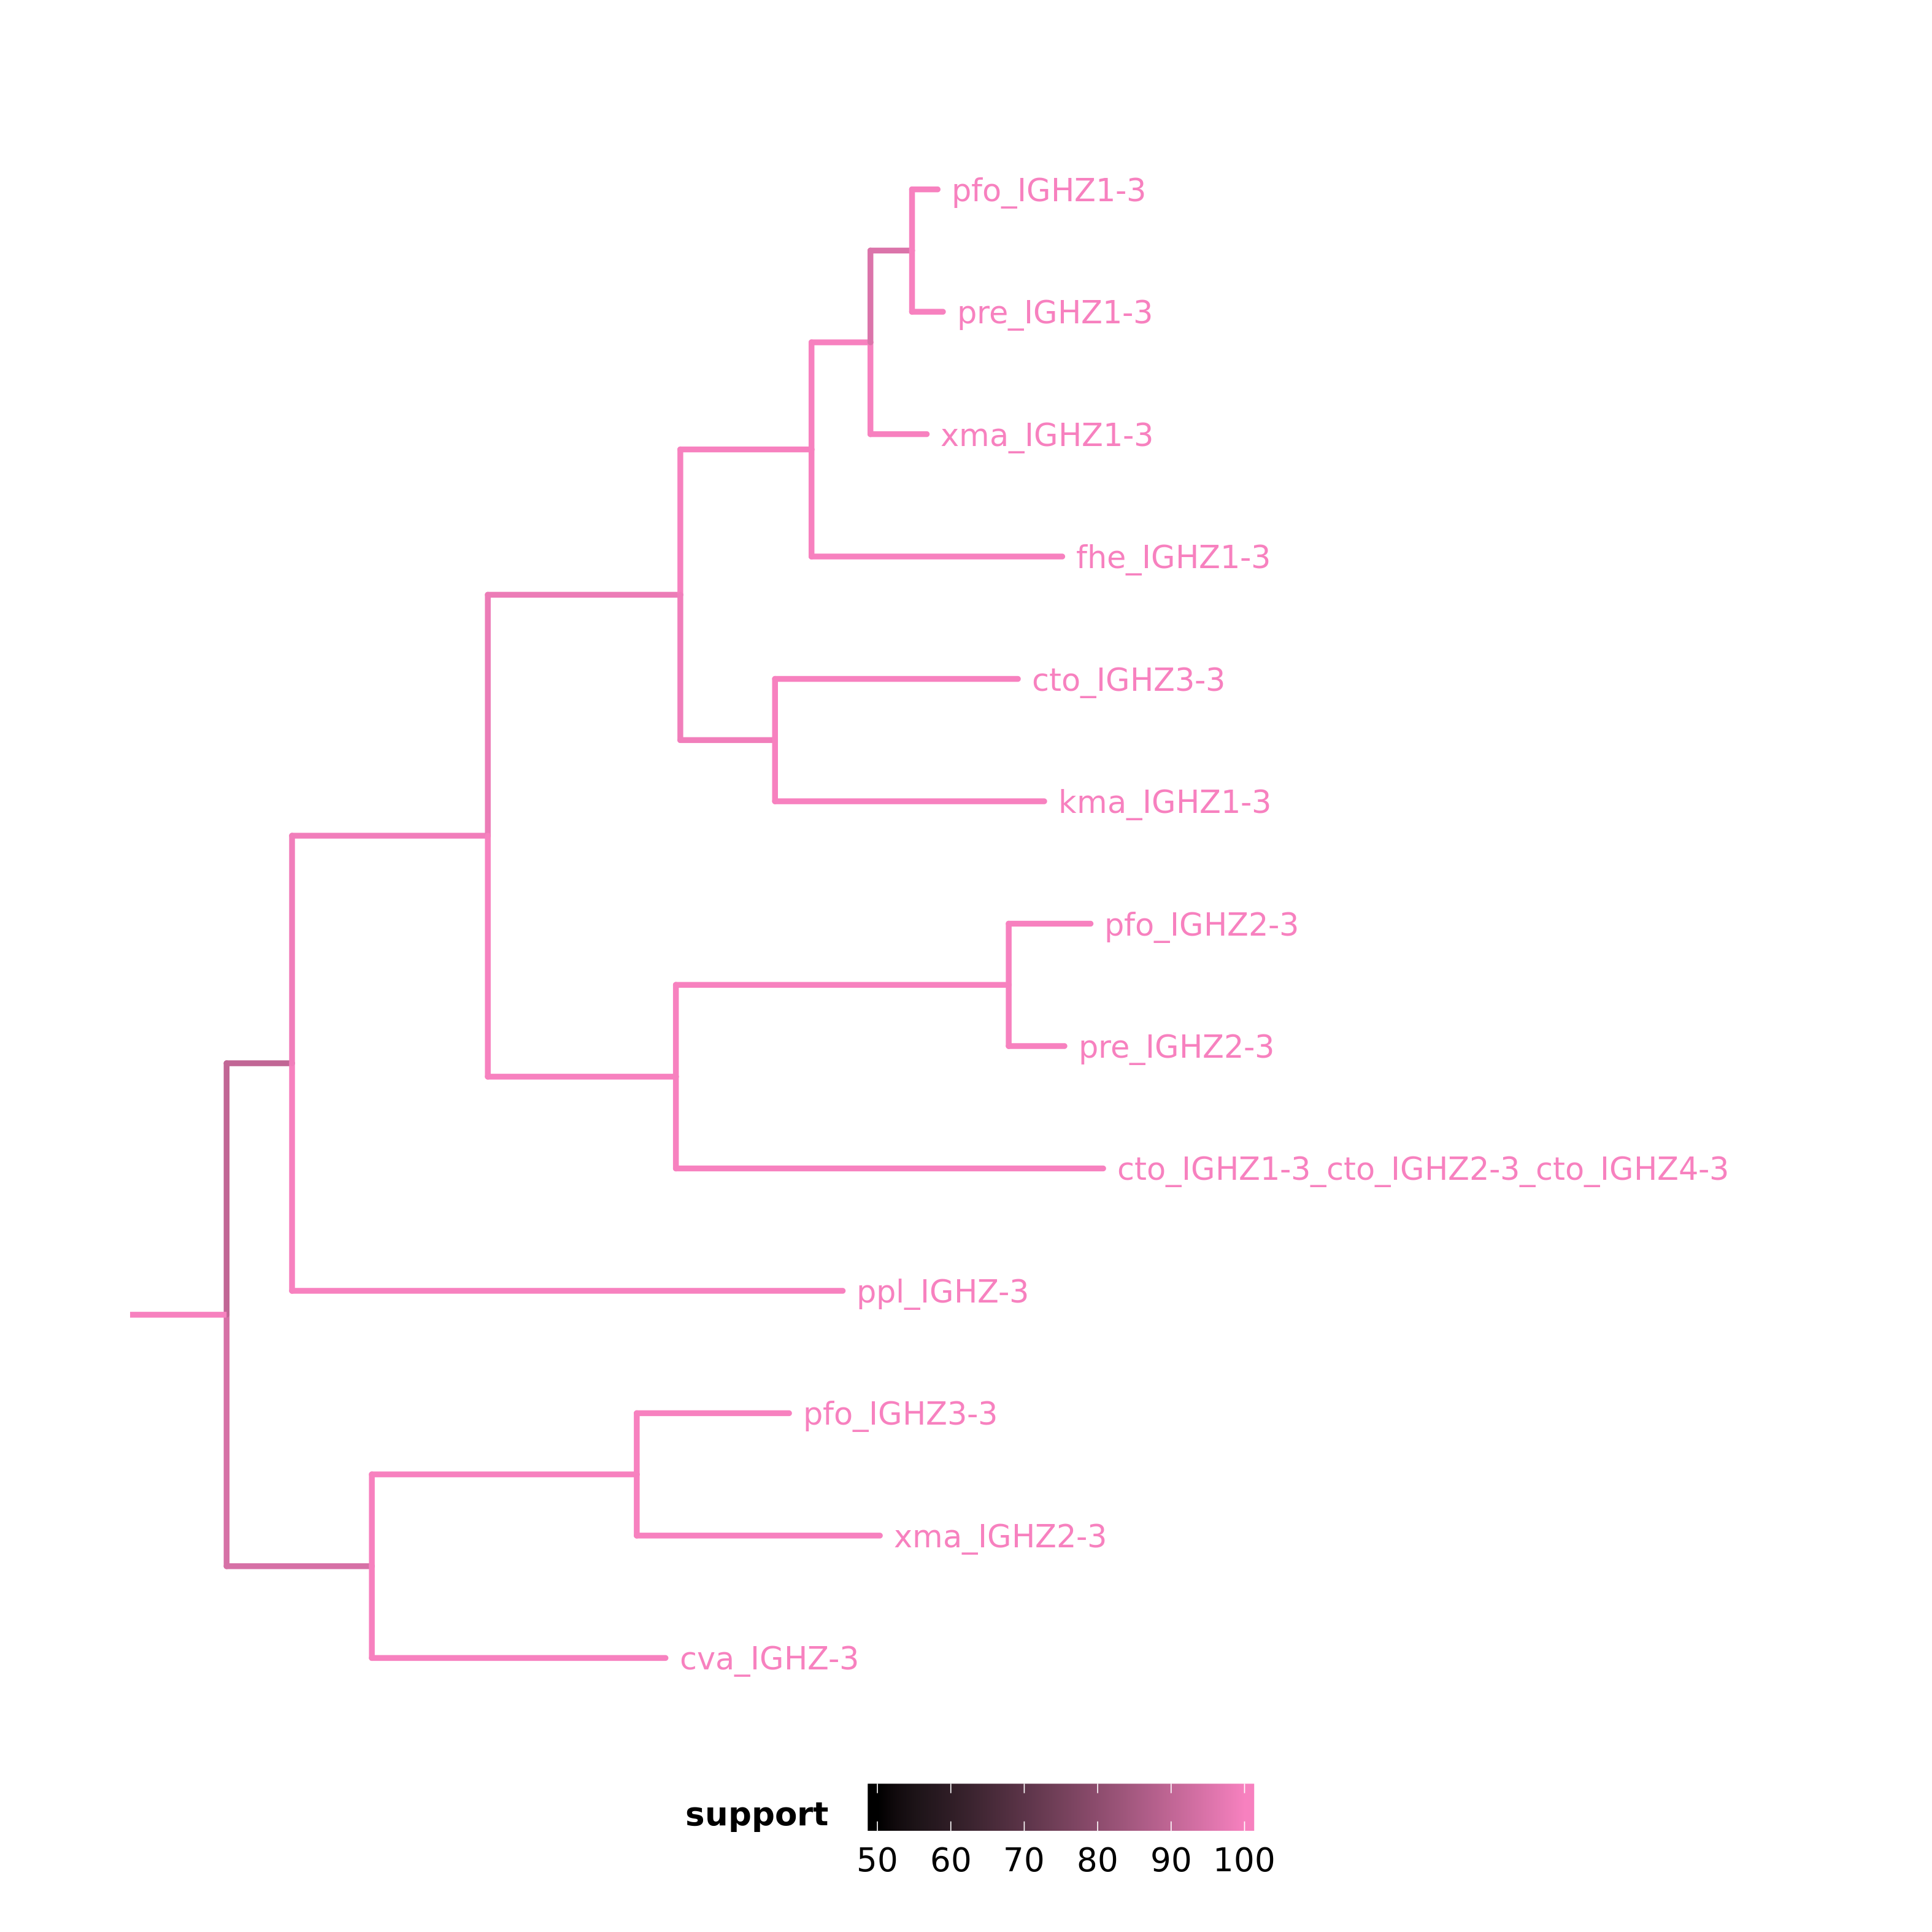 pfo_IGHZ1-3
pre_IGHZ1-3
xma_IGHZ1-3
fhe_IGHZ1-3
cto_IGHZ3-3
kma_IGHZ1-3
pfo_IGHZ2-3
pre_IGHZ2-3
cto_IGHZ1-3_cto_IGHZ2-3_cto_IGHZ4-3
ppl_IGHZ-3
pfo_IGHZ3-3
xma_IGHZ2-3
cva_IGHZ-3
support
50 60 70 80 90 100